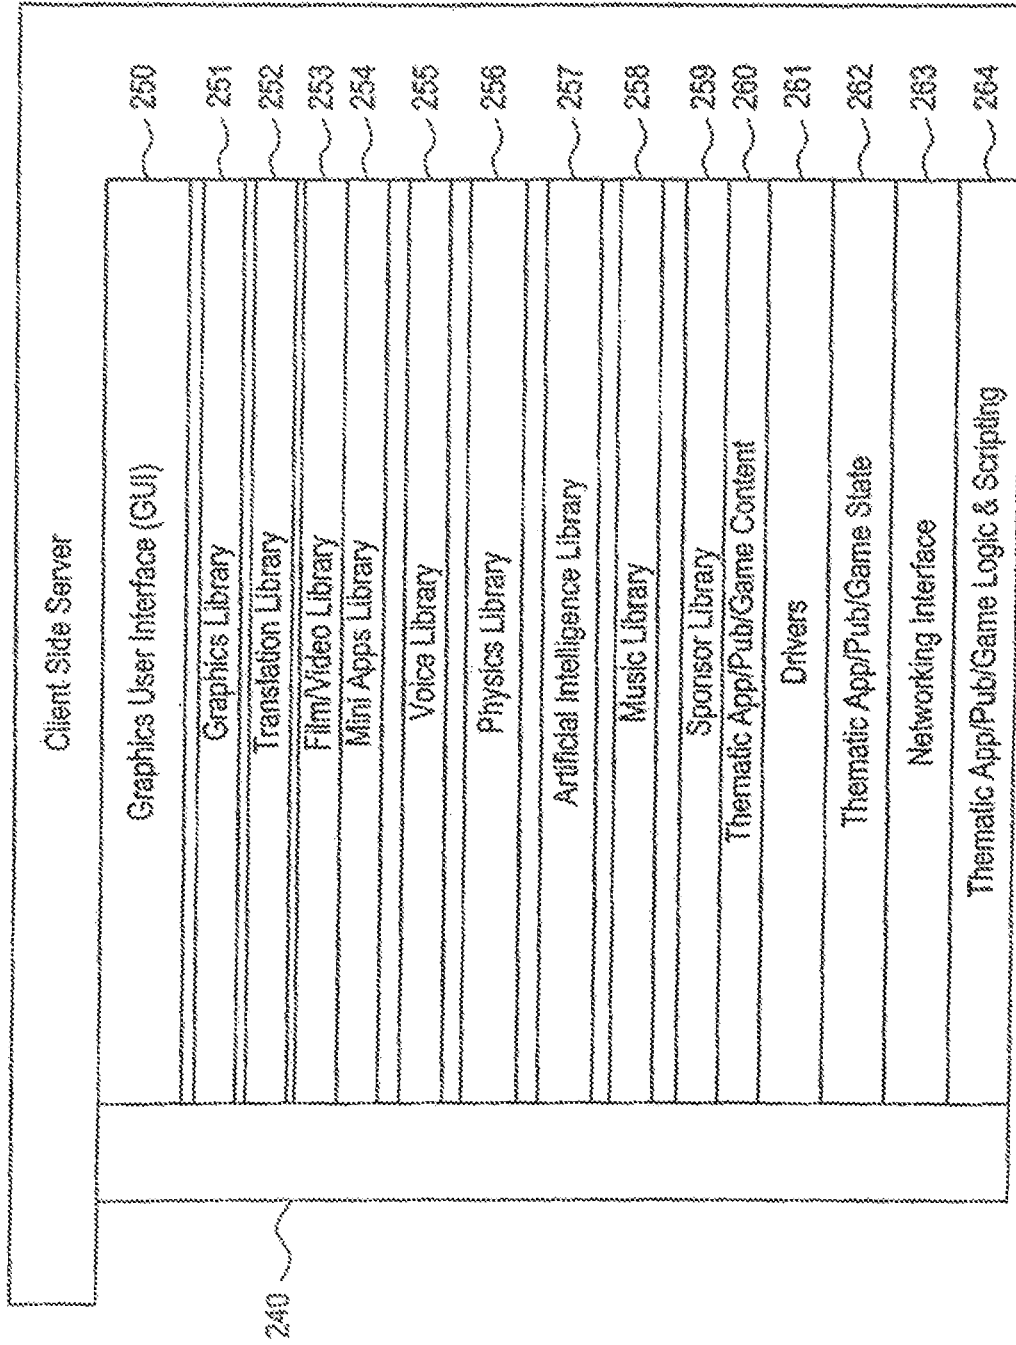 Client Side Server
Graphics User Interface (GUI) 250
Graphics Library 251
Translation Library 252
Film/Video Library 253
Mini Apps Library 254
Voice Library 255
Physics Library 256
Artificial Intelligence Library 257
Music Library 258
Sponsor Library 259
Thematic App/Pub/Game Content 260
Drivers 261
Thematic App/Pub/Game State 262
Networking Interface 263
Thematic App/Pub/Game Logic & Scripting 264
240